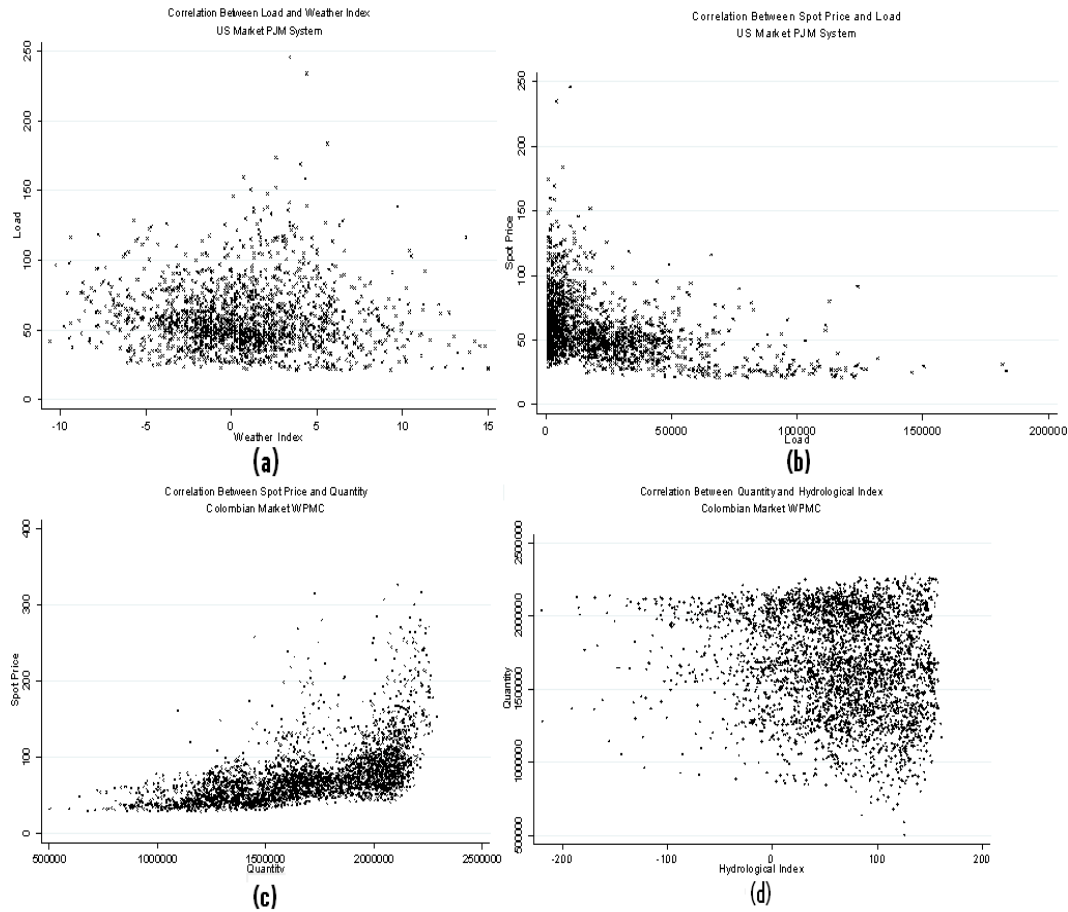 Correlation Between Load and Weather Index
US Market PJM System
250
200
150
100
50
0
Load
-10
-5
0
5
10
15
Weather Index
(a)
Correlation Between Spot Price and Load
US Market PJM System
250
200
150
100
50
0
Spot Price
0
50000
100000
150000
200000
Load
(b)
Correlation Between Spot Price and Quantity
Colombian Market WPMC
400
300
200
100
0
Spot Price
500000
1000000
1500000
2000000
2500000
Quantity
(c)
Correlation Between Quantity and Hydrological Index
Colombian Market WPMC
2500000
2000000
1500000
1000000
500000
Quantity
-200
-100
0
100
200
Hydrological Index
(d)